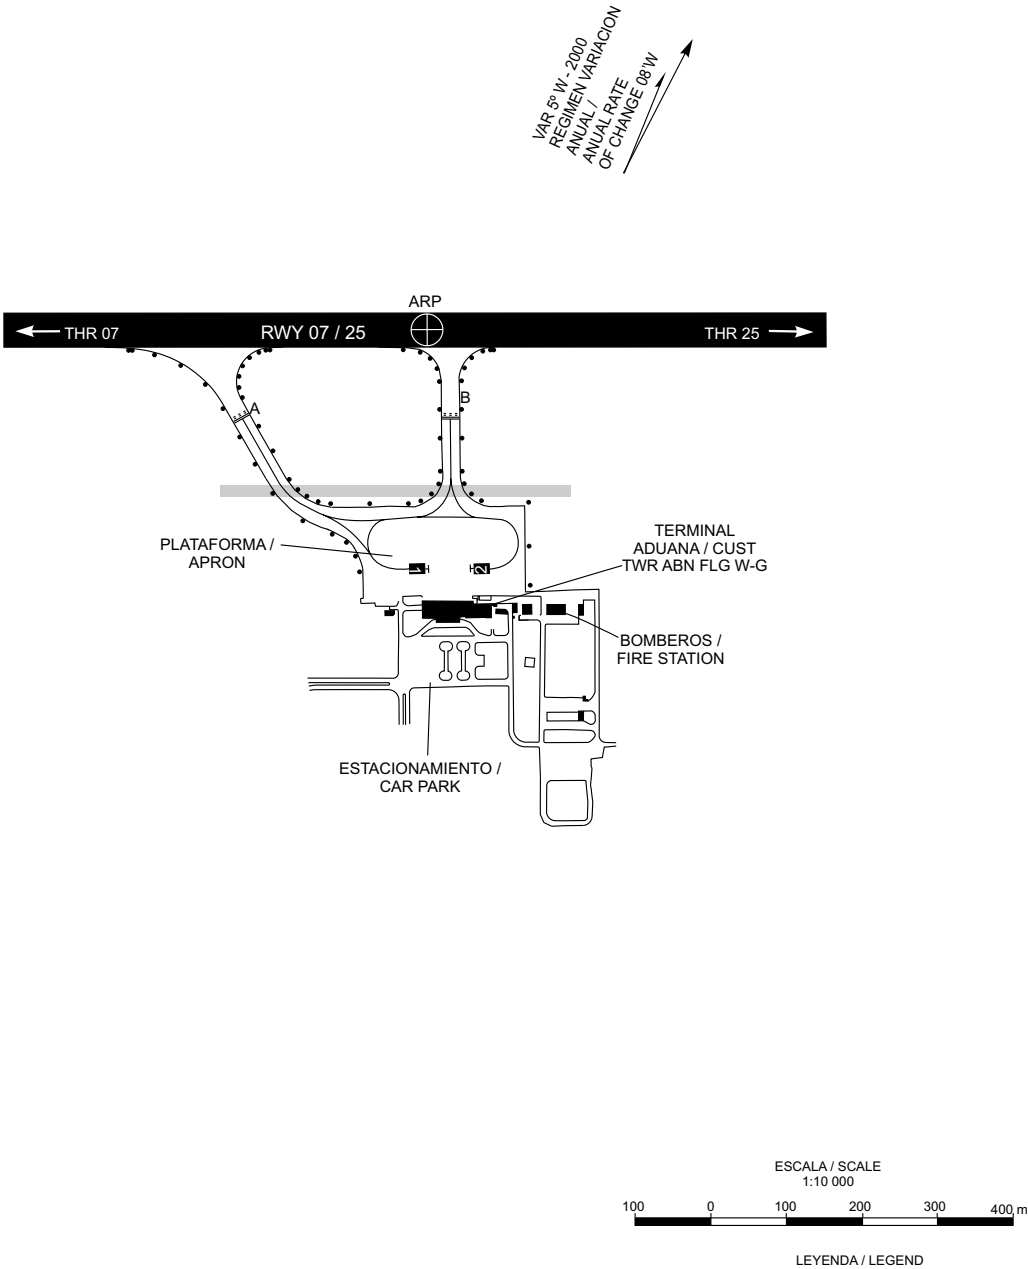 VAR 5º W - 2000
REGIMEN VARIACION
ANUAL /
ANUAL RATE
OF CHANGE 08'W
ARP
THR 07
RWY 07 / 25
THR 25
A
B
PLATAFORMA /
APRON
1
2
TERMINAL
ADUANA / CUST
TWR ABN FLG W-G
BOMBEROS /
FIRE STATION
ESTACIONAMIENTO /
CAR PARK
ESCALA / SCALE
1:10 000
100 0 100 200 300 400 m
LEYENDA / LEGEND